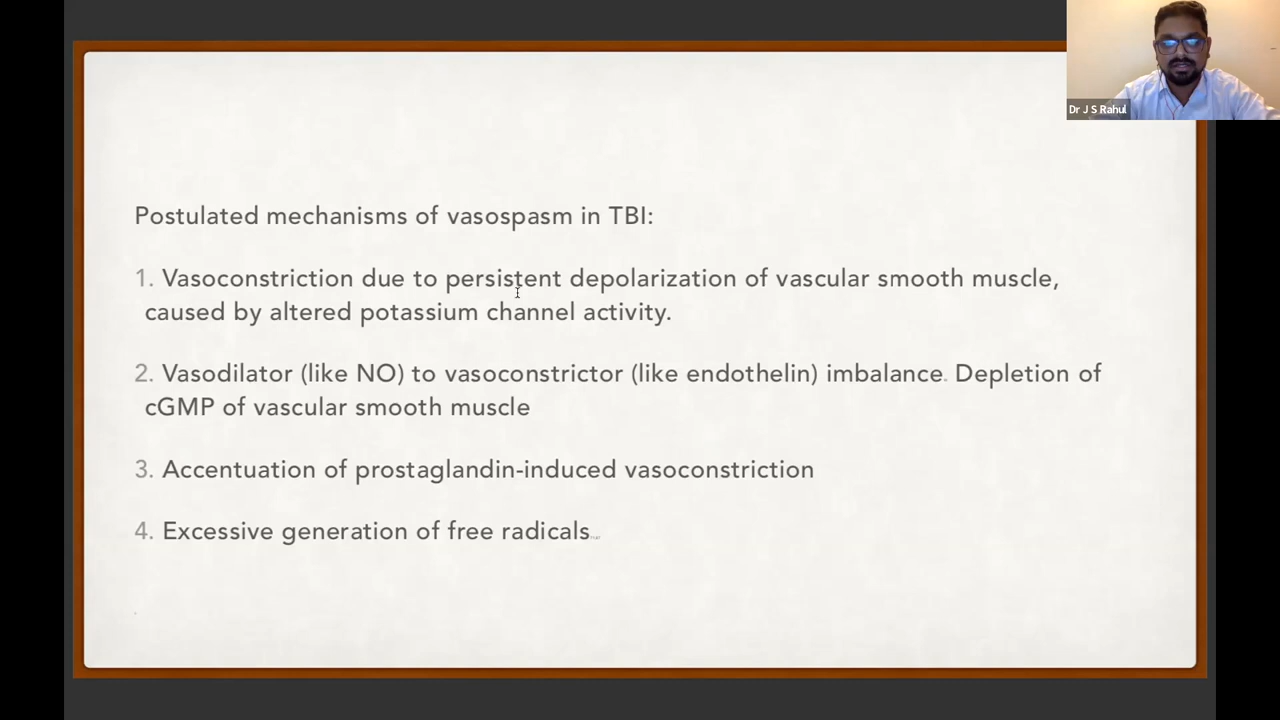 Dr J S Rahul
Postulated mechanisms of vasospasm in TBI:
1. Vasoconstriction due to persistent depolarization of vascular smooth muscle,
caused by altered potassium channel activity.
2. Vasodilator (like NO) to vasoconstrictor (like endothelin) imbalance. Depletion of
cGMP of vascular smooth muscle
3. Accentuation of prostaglandin-induced vasoconstriction
4. Excessive generation of free radicals